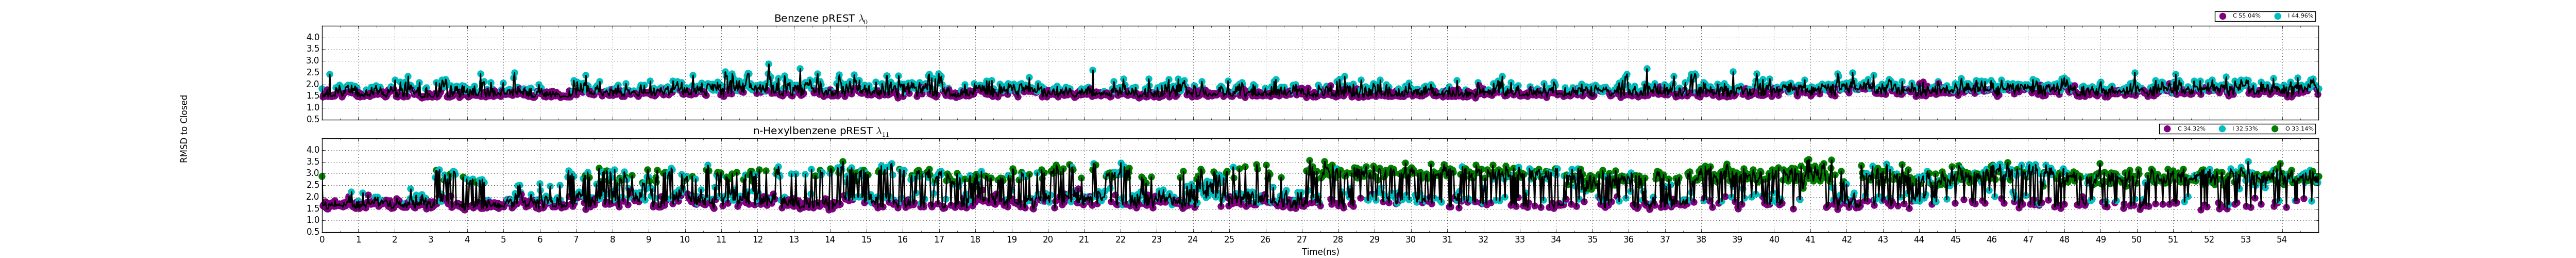 Benzene pREST λ0
C 55.04% I 44.96%
4.0
3.5
3.0
2.5
2.0
1.5
1.0
0.5
RMSD to Closed
n-Hexylbenzene pREST λ11
C 34.32% I 32.53% O 33.14%
4.0
3.5
3.0
2.5
2.0
1.5
1.0
0.5
0 1 2 3 4 5 6 7 8 9 10 11 12 13 14 15 16 17 18 19 20 21 22 23 24 25 26 27 28 29 30 31 32 33 34 35 36 37 38 39 40 41 42 43 44 45 46 47 48 49 50 51 52 53 54
Time(ns)